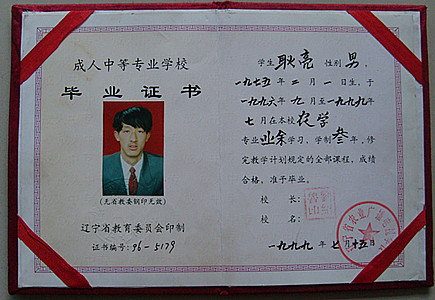 成人中等专业学校
毕业证书
(无省教委钢印无效)
辽宁省教育委员会印制
证书编号:96-5179
学生 耿亮 性别 男,
一九七五年二月一日生,于
一九九六年九月至一九九九年
七月在本校农学
专业业余学习,学制叁年,修
完教学计划规定的全部课程,成绩
合格,准予毕业。
校 长:
校 名:
一九九九年七月十五日